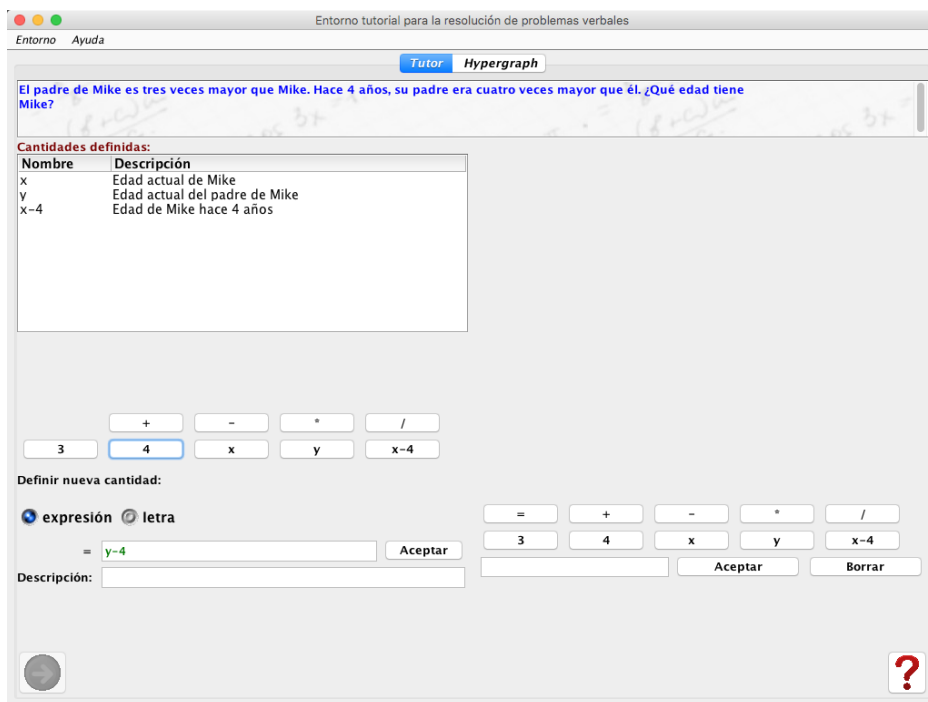 Entorno tutorial para la resolución de problemas verbales
Entorno Ayuda
Tutor Hypergraph
El padre de Mike es tres veces mayor que Mike. Hace 4 años, su padre era cuatro veces mayor que él. ¿Qué edad tiene
Mike?
Cantidades definidas:
Nombre Descripción
x Edad actual de Mike
y Edad actual del padre de Mike
x-4 Edad de Mike hace 4 años
+ - * /
3 4 x y x-4
Definir nueva cantidad:
expresión letra
= y-4 Aceptar
Descripción:
= + - * /
3 4 x y x-4
Aceptar Borrar
?